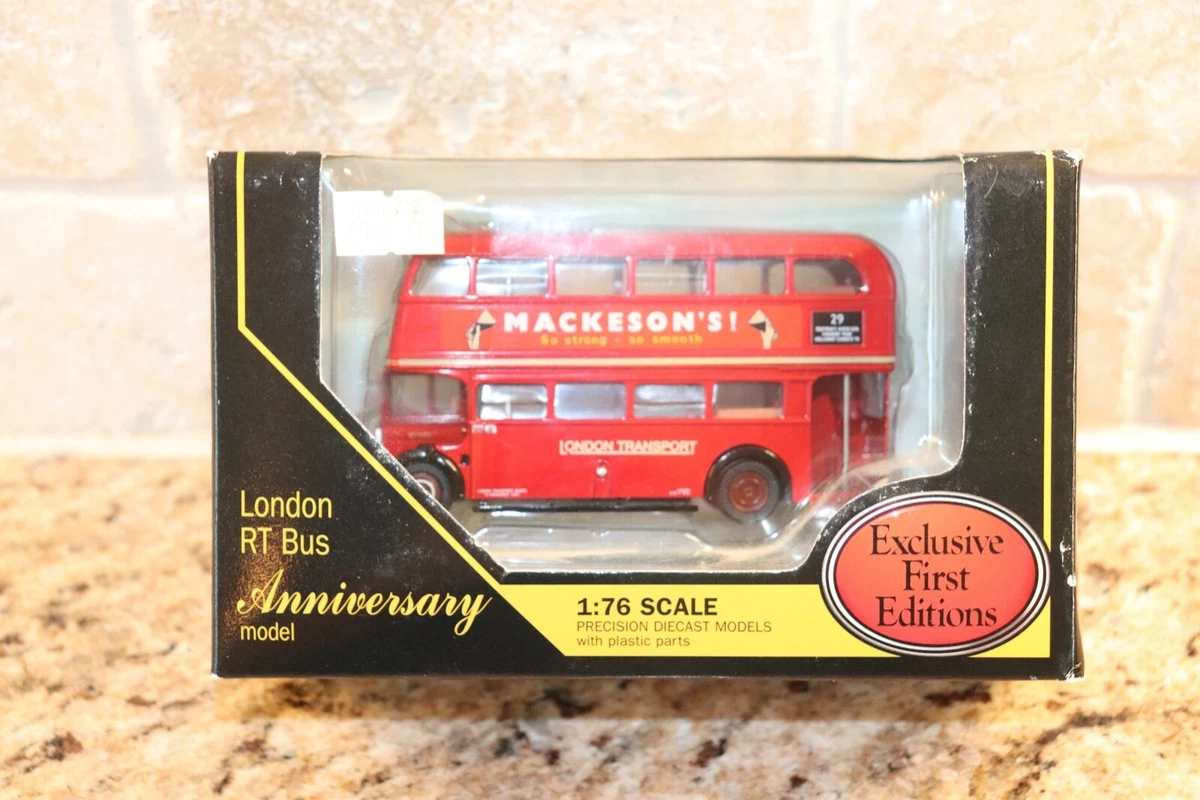 MACKESON'S!
So strong - so smooth
29
LONDON TRANSPORT
London
RT Bus
Anniversary
model
1:76 SCALE
PRECISION DIECAST MODELS
with plastic parts
Exclusive
First
Editions